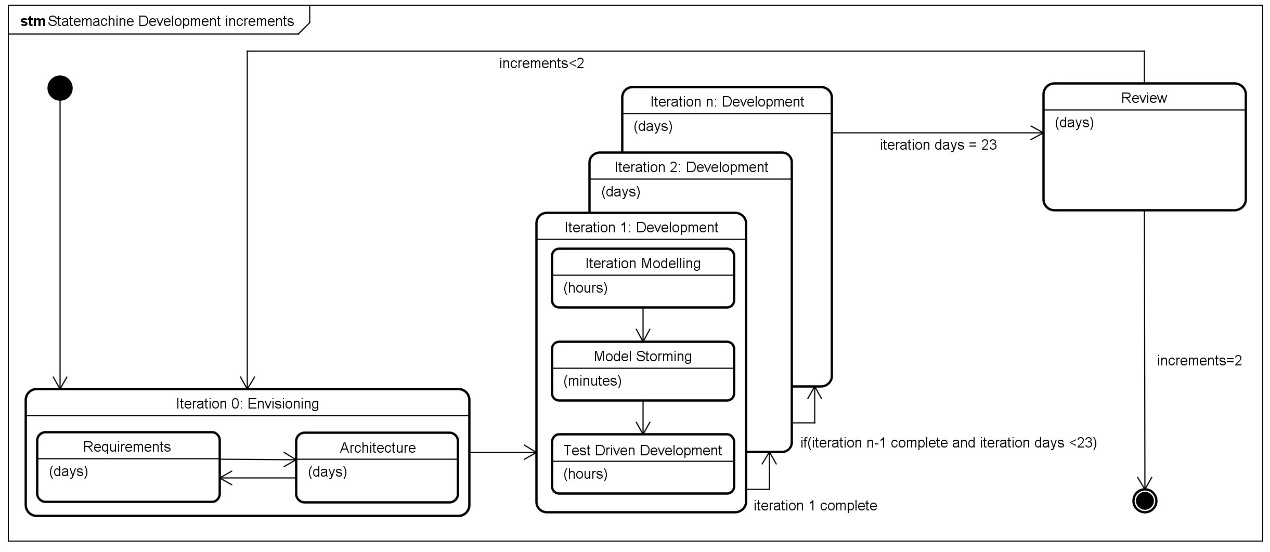 stm Statemachine Development increments
increments<2
Iteration n: Development
(days)
Review
(days)
iteration days = 23
Iteration 2: Development
(days)
Iteration 1: Development
Iteration Modelling
(hours)
Model Storming
(minutes)
Test Driven Development
(hours)
increments=2
Iteration 0: Envisioning
Requirements
(days)
Architecture
(days)
if(iteration n-1 complete and iteration days <23)
iteration 1 complete